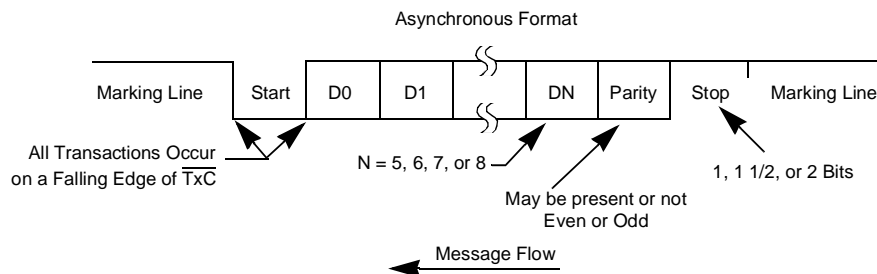 Asynchronous Format
Marking Line Start D0 D1 DN Parity Stop Marking Line
All Transactions Occur
on a Falling Edge of TxC
N = 5, 6, 7, or 8
May be present or not
Even or Odd
1, 1 1/2, or 2 Bits
Message Flow